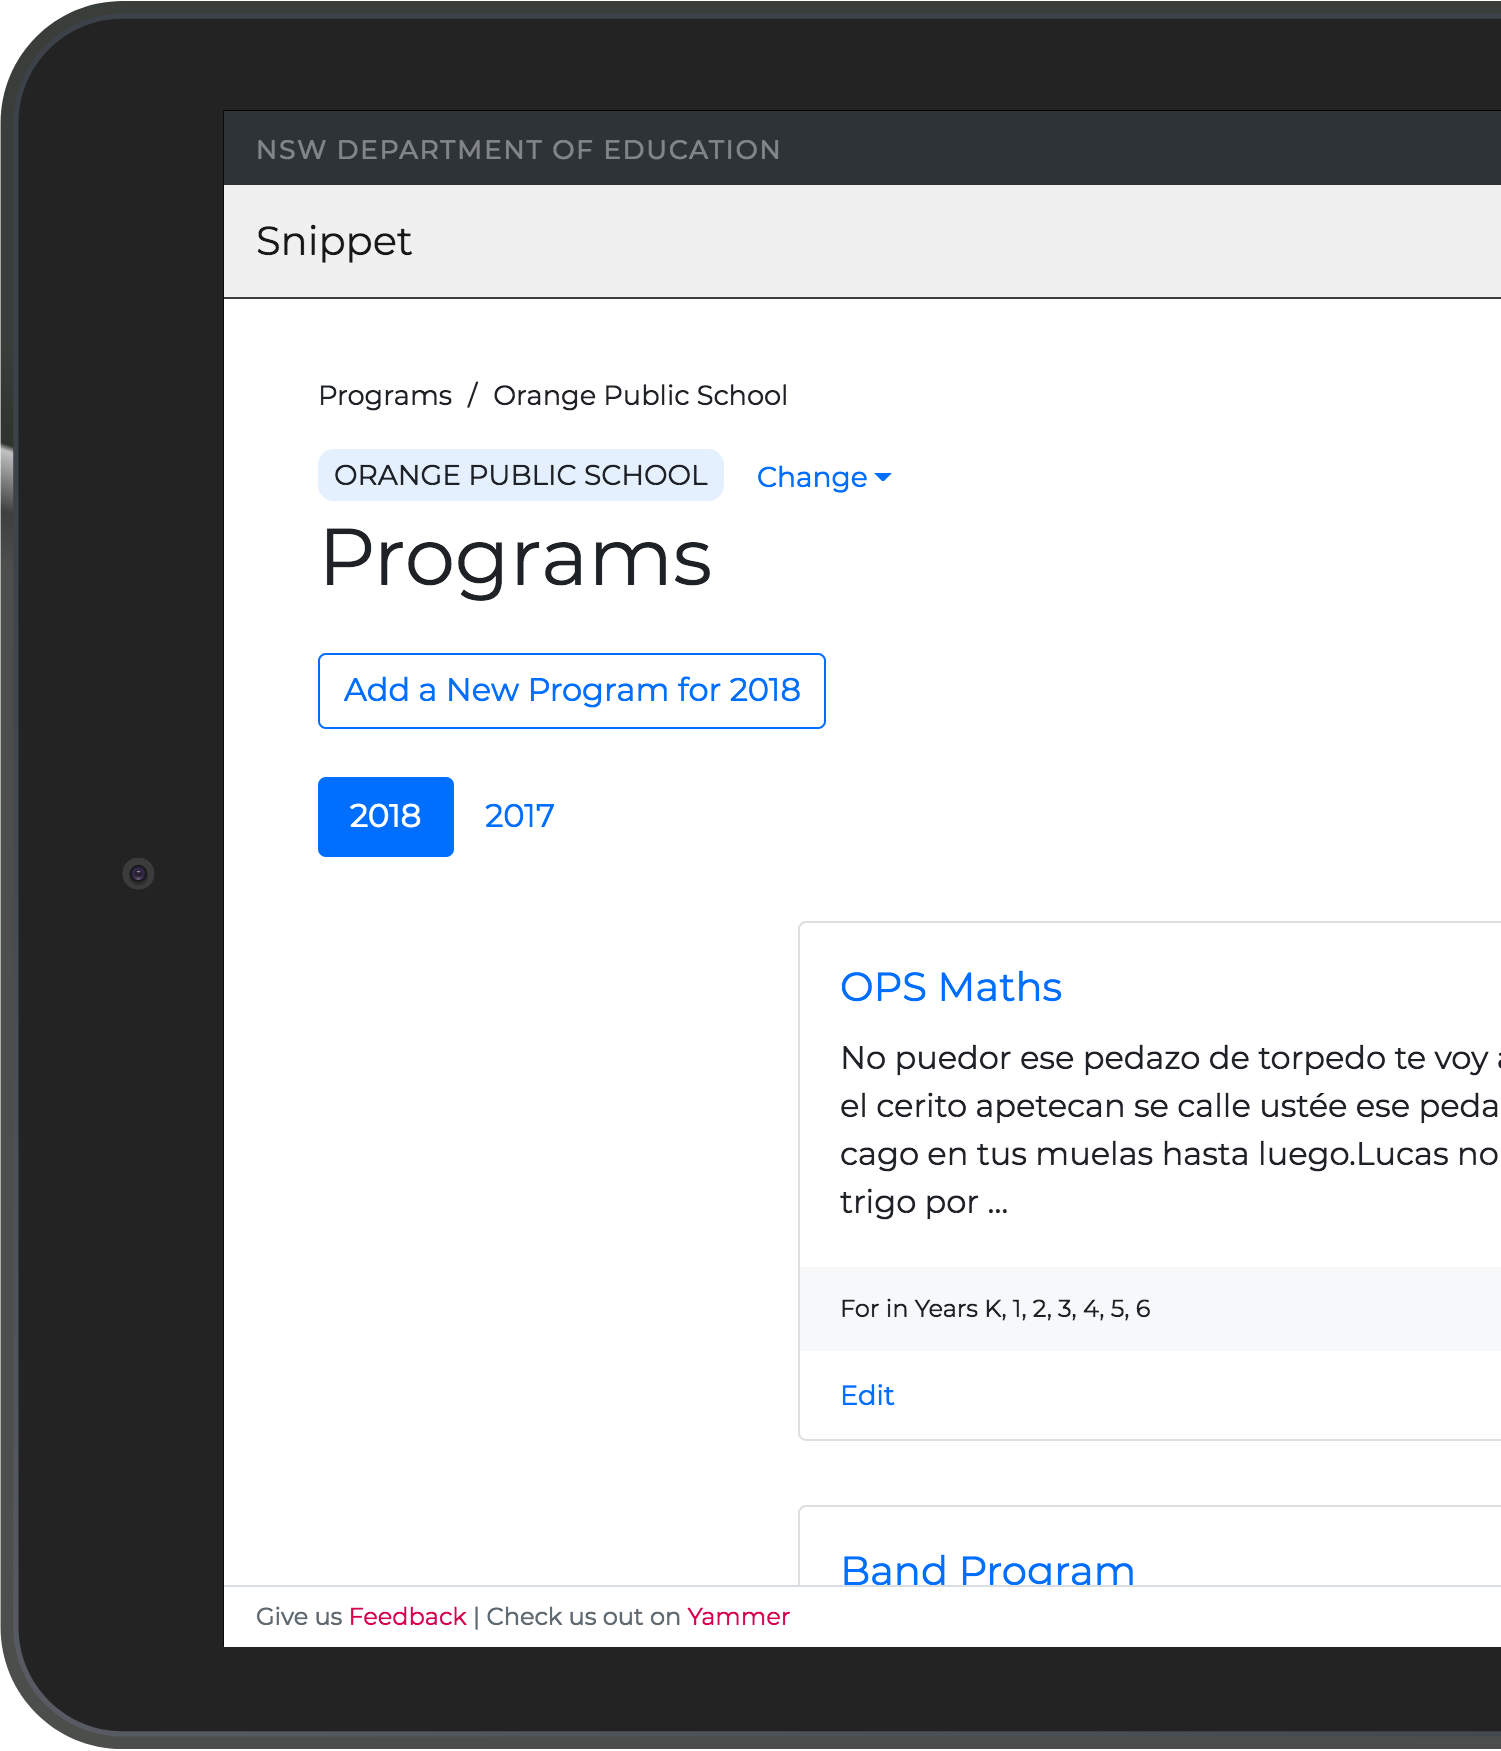 NSW DEPARTMENT OF EDUCATION
Snippet
Programs / Orange Public School
ORANGE PUBLIC SCHOOL Change
Programs
Add a New Program for 2018
2018 2017
OPS Maths
No puedor ese pedazo de torpedo te voy
el cerito apetecan se calle ustée ese peda
cago en tus muelas hasta luego.Lucas no
trigo por ...
For in Years K, 1, 2, 3, 4, 5, 6
Edit
Band Program
Give us Feedback | Check us out on Yammer